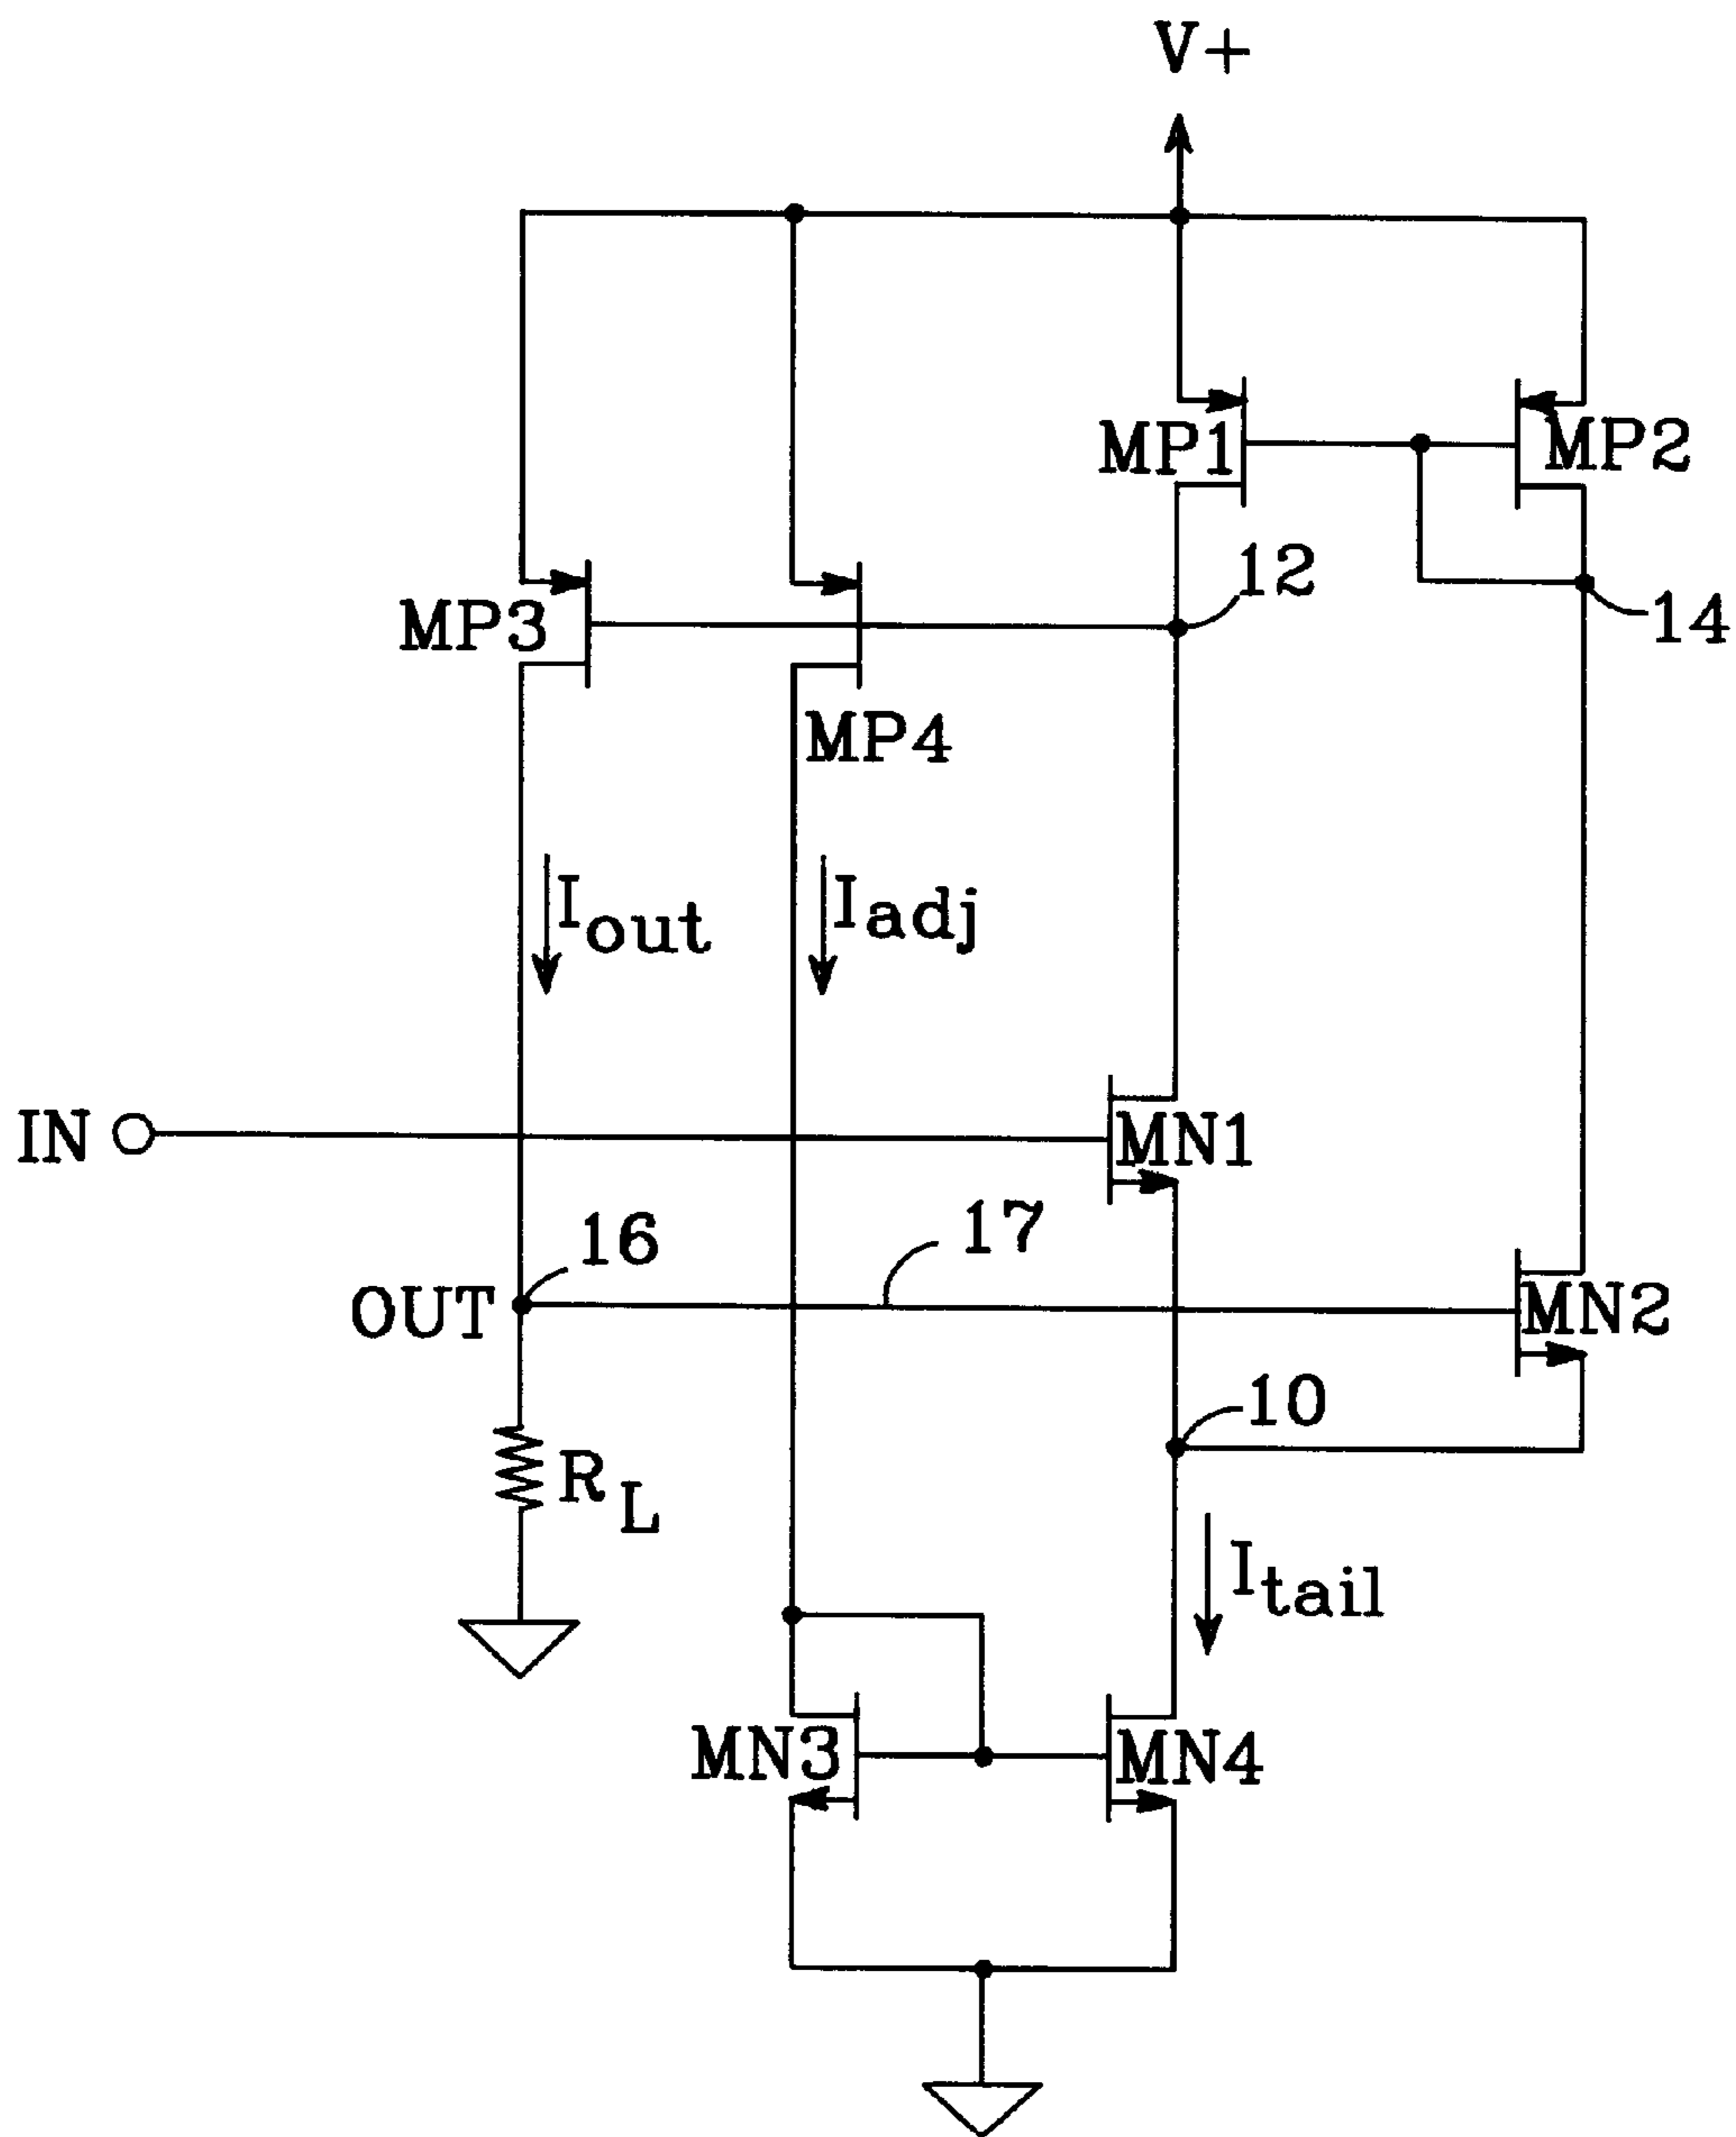 V+
MP1
MP2
12
14
MP3
MP4
Iout
Iadj
IN
MN1
16
17
OUT
MN2
10
RL
Itail
MN3
MN4